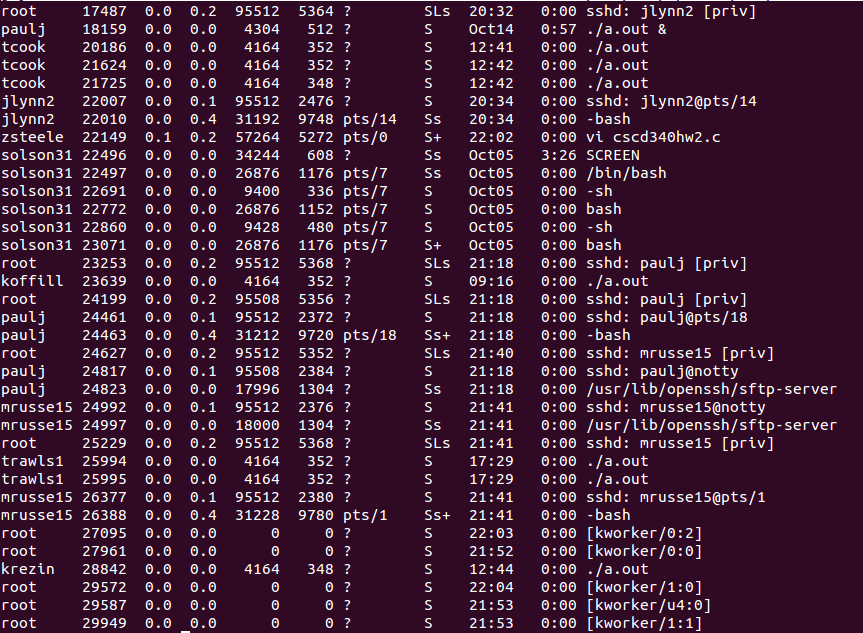 root     17487  0.0  0.2  95512  5364 ?        SLs  20:32   0:00 sshd: jlynn2 [priv]
paulj    18159  0.0  0.0   4304   512 ?        S    Oct14   0:57 ./a.out &
tcook    20186  0.0  0.0   4164   352 ?        S    12:41   0:00 ./a.out
tcook    21624  0.0  0.0   4164   352 ?        S    12:42   0:00 ./a.out
tcook    21725  0.0  0.0   4164   348 ?        S    12:42   0:00 ./a.out
jlynn2   22007  0.0  0.1  95512  2476 ?        S    20:34   0:00 sshd: jlynn2@pts/14
jlynn2   22010  0.0  0.4  31192  9748 pts/14   Ss   20:34   0:00 -bash
zsteele  22149  0.1  0.2  57264  5272 pts/0    S+   22:02   0:00 vi cscd340hw2.c
solson31 22496  0.0  0.0  34244   608 ?        Ss   Oct05   3:26 SCREEN
solson31 22497  0.0  0.0  26876  1176 pts/7    Ss   Oct05   0:00 /bin/bash
solson31 22691  0.0  0.0   9400   336 pts/7    S    Oct05   0:00 -sh
solson31 22772  0.0  0.0  26876  1152 pts/7    S    Oct05   0:00 bash
solson31 22860  0.0  0.0   9428   480 pts/7    S    Oct05   0:00 -sh
solson31 23071  0.0  0.0  26876  1176 pts/7    S+   Oct05   0:00 bash
root     23253  0.0  0.2  95512  5368 ?        SLs  21:18   0:00 sshd: paulj [priv]
koffill  23639  0.0  0.0   4164   352 ?        S    09:16   0:00 ./a.out
root     24199  0.0  0.2  95508  5356 ?        SLs  21:18   0:00 sshd: paulj [priv]
paulj    24461  0.0  0.1  95512  2372 ?        S    21:18   0:00 sshd: paulj@pts/18
paulj    24463  0.0  0.4  31212  9720 pts/18   Ss+  21:18   0:00 -bash
root     24627  0.0  0.2  95512  5352 ?        SLs  21:40   0:00 sshd: mrusse15 [priv]
paulj    24817  0.0  0.1  95508  2384 ?        S    21:18   0:00 sshd: paulj@notty
paulj    24823  0.0  0.0  17996  1304 ?        Ss   21:18   0:00 /usr/lib/openssh/sftp-server
mrusse15 24992  0.0  0.1  95512  2376 ?        S    21:41   0:00 sshd: mrusse15@notty
mrusse15 24997  0.0  0.0  18000  1304 ?        Ss   21:41   0:00 /usr/lib/openssh/sftp-server
root     25229  0.0  0.2  95512  5368 ?        SLs  21:41   0:00 sshd: mrusse15 [priv]
trawls1  25994  0.0  0.0   4164   352 ?        S    17:29   0:00 ./a.out
trawls1  25995  0.0  0.0   4164   352 ?        S    17:29   0:00 ./a.out
mrusse15 26377  0.0  0.1  95512  2380 ?        S    21:41   0:00 sshd: mrusse15@pts/1
mrusse15 26388  0.0  0.4  31228  9780 pts/1    Ss+  21:41   0:00 -bash
root     27095  0.0  0.0      0     0 ?        S    22:03   0:00 [kworker/0:2]
root     27961  0.0  0.0      0     0 ?        S    21:52   0:00 [kworker/0:0]
krezin   28842  0.0  0.0   4164   348 ?        S    12:44   0:00 ./a.out
root     29572  0.0  0.0      0     0 ?        S    22:04   0:00 [kworker/1:0]
root     29587  0.0  0.0      0     0 ?        S    21:53   0:00 [kworker/u4:0]
root     29949  0.0  0.0      0     0 ?        S    21:53   0:00 [kworker/1:1]